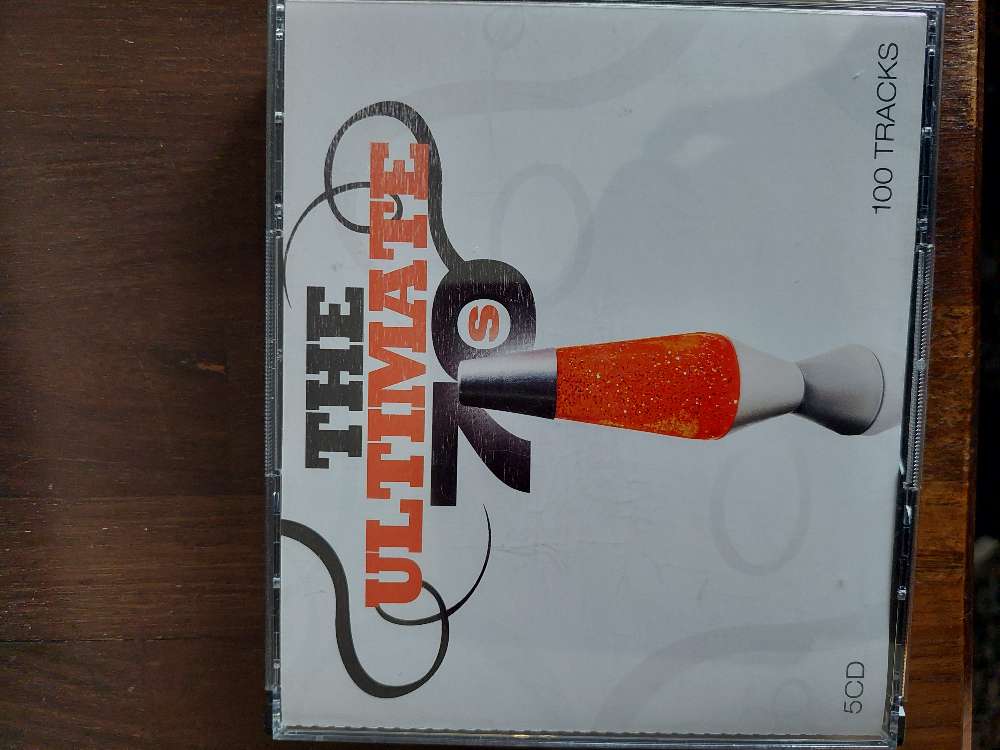 THE
ULTIMATE
70s
5CD
100 TRACKS